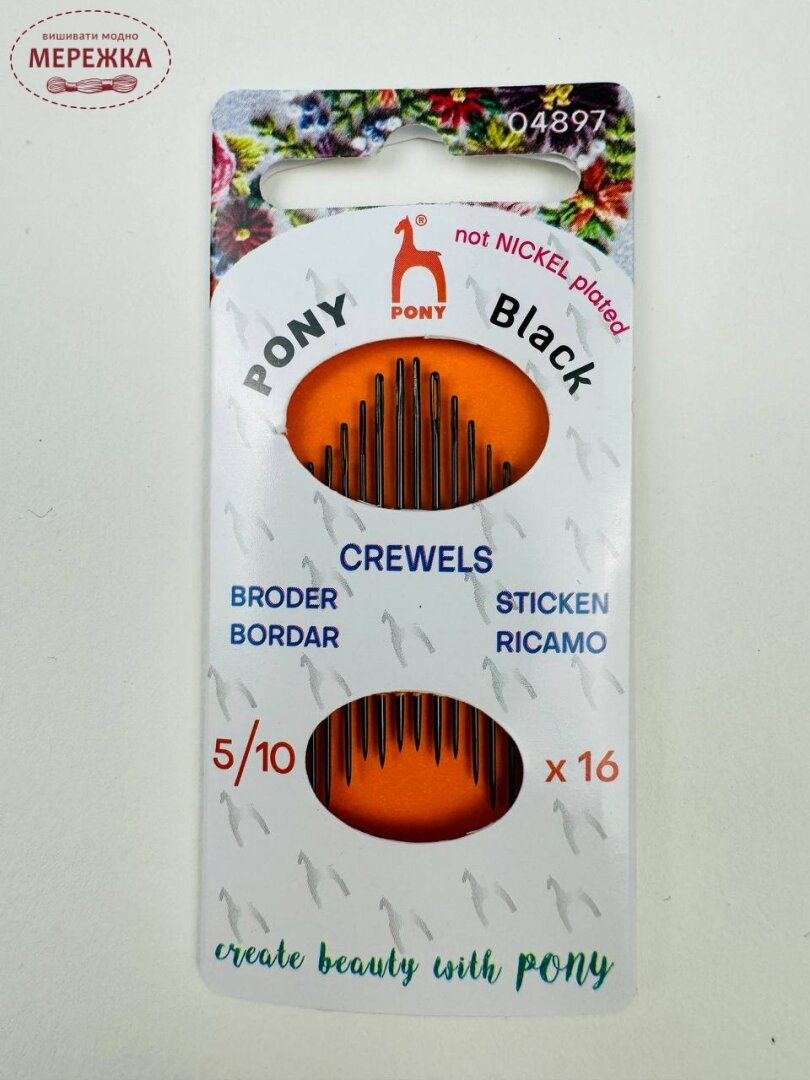 вишивати модно
МЕРЕЖКА
04897
®
PONY
not NICKEL plated
PONY Black
CREWELS
BRODER STICKEN
BORDAR RICAMO
5/10 x 16
create beauty with PONY